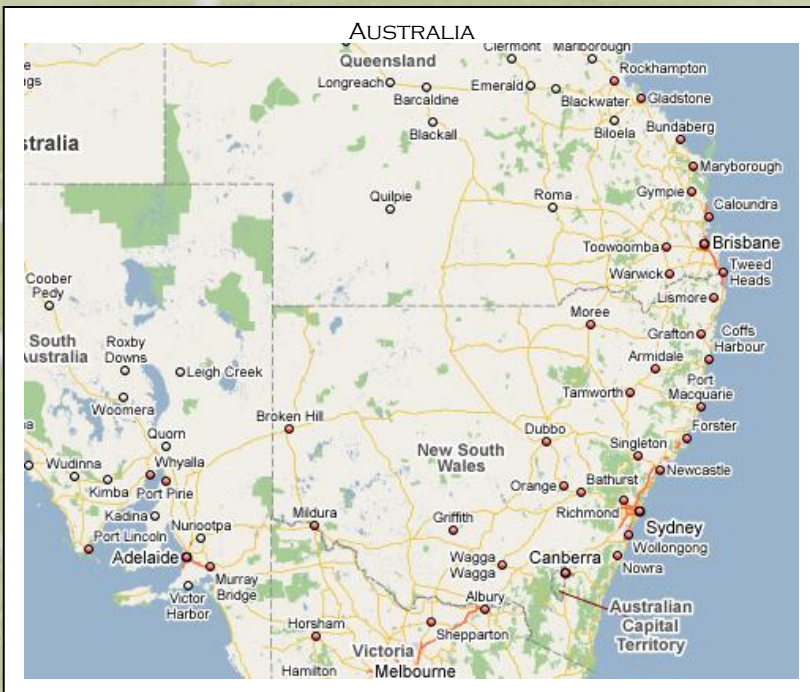 AUSTRALIA
Clermont
Marlborough
Queensland
Rockhampton
Longreach
Emerald
Barcaldine
Blackwater
Gladstone
Blackall
Biloela
Bundaberg
Maryborough
Quilpie
Roma
Gympie
Caloundra
Toowoomba
Brisbane
Coober
Pedy
Warwick
Tweed
Heads
Lismore
Moree
South
Australia
Roxby
Downs
Grafton
Coffs
Harbour
Leigh Creek
Armidale
Woomera
Tamworth
Port
Macquarie
Broken Hill
Quorn
Dubbo
Forster
Singleton
Wudinna
Whyalla
New South
Wales
Newcastle
Kimba
Port Pirie
Orange
Bathurst
Kadina
Mildura
Griffith
Richmond
Sydney
Port Lincoln
Nuriootpa
Wollongong
Adelaide
Wagga
Wagga
Canberra
Nowra
Murray
Bridge
Victor
Harbor
Albury
Australian
Capital
Territory
Horsham
Shepparton
Victoria
Hamilton
Melbourne